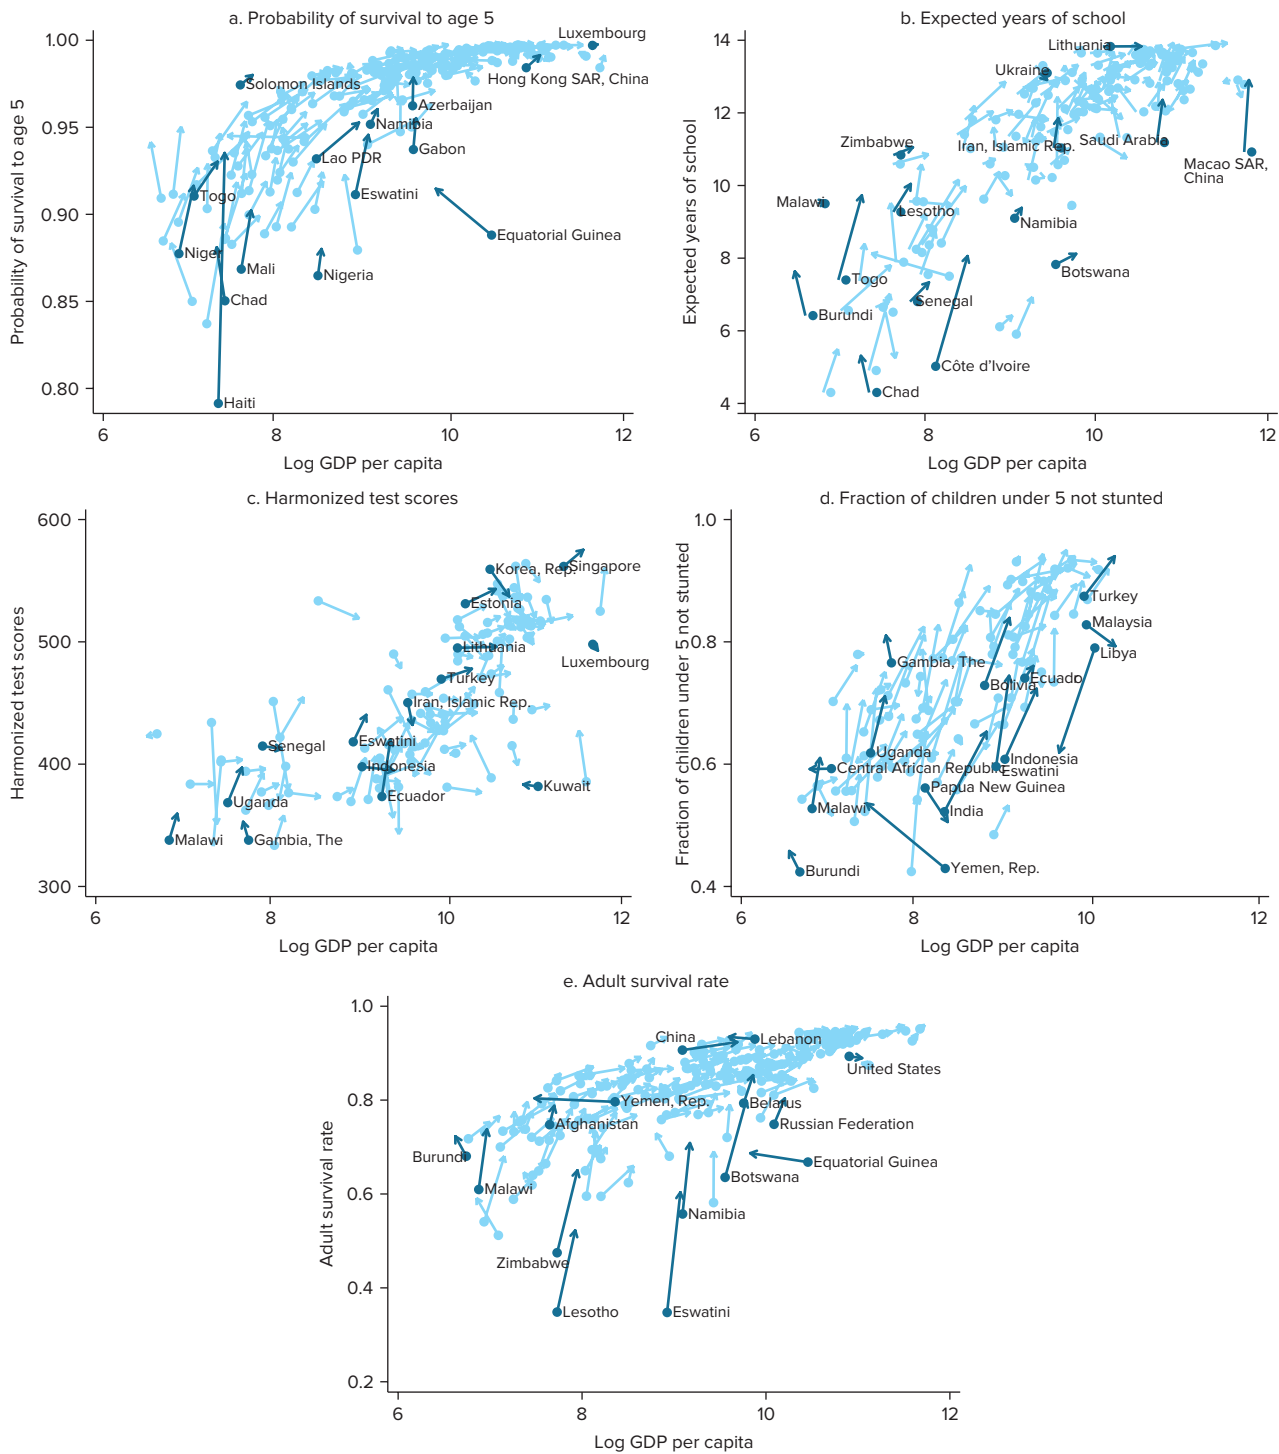 a. Probability of survival to age 5
Probability of survival to age 5
1.00
0.95
0.90
0.85
0.80
Luxembourg
Solomon Islands
Hong Kong SAR, China
Azerbaijan
Namibia
Gabon
Lao PDR
Togo
Eswatini
Equatorial Guinea
Niger
Mali
Nigeria
Chad
Haiti
6
8
10
12
Log GDP per capita
b. Expected years of school
Expected years of school
14
12
10
8
6
4
Lithuania
Ukraine
Zimbabwe
Iran, Islamic Rep.
Saudi Arabia
Macao SAR,
China
Malawi
Lesotho
Namibia
Togo
Botswana
Senegal
Burundi
Côte d’Ivoire
Chad
6
8
10
12
Log GDP per capita
c. Harmonized test scores
Harmonized test scores
600
500
400
300
Korea, Rep.
Singapore
Estonia
Lithuania
Luxembourg
Turkey
Iran, Islamic Rep.
Senegal
Eswatini
Indonesia
Kuwait
Uganda
Ecuador
Malawi
Gambia, The
6
8
10
12
Log GDP per capita
d. Fraction of children under 5 not stunted
Fraction of children under 5 not stunted
1.0
0.8
0.6
0.4
Turkey
Malaysia
Libya
Gambia, The
Ecuador
Bolivia
Uganda
Indonesia
Central African Republic
Eswatini
Papua New Guinea
Malawi
India
Burundi
Yemen, Rep.
6
8
10
12
Log GDP per capita
e. Adult survival rate
Adult survival rate
1.0
0.8
0.6
0.4
0.2
China
Lebanon
United States
Yemen, Rep.
Belarus
Afghanistan
Russian Federation
Burundi
Equatorial Guinea
Botswana
Malawi
Namibia
Zimbabwe
Lesotho
Eswatini
6
8
10
12
Log GDP per capita